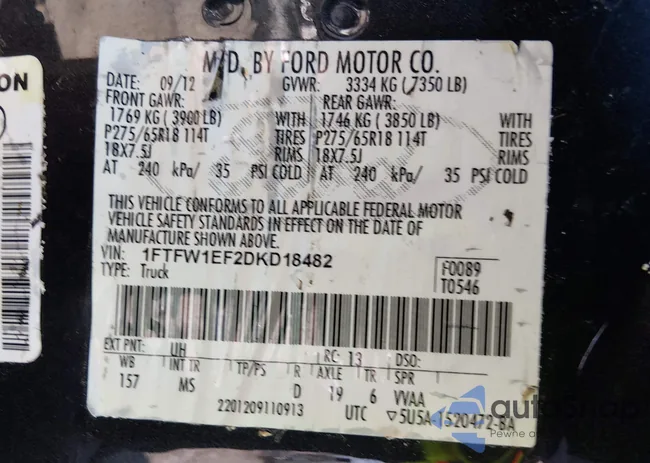 ON
M/D. BY FORD MOTOR CO.
DATE: 09/12 GVWR: 3334 KG (7350 LB)
FRONT GAWR: REAR GAWR:
1769 KG (3900 LB) WITH 1746 KG (3850 LB) WITH
P275/65R18 114T TIRES P275/65R18 114T TIRES
18X7.5J RIMS 18X7.5J RIMS
AT 240 kPa/ 35 PSI COLD AT 240 kPa/ 35 PSI COLD
THIS VEHICLE CONFORMS TO ALL APPLICABLE FEDERAL MOTOR
VEHICLE SAFETY STANDARDS IN EFFECT ON THE DATE OF
MANUFACTURE SHOWN ABOVE.
VIN: 1FTFW1EF2DKD18482 F0089
TYPE: Truck T0546
EXT PNT: UH RC: 13 DSO:
WB INT TR TP/PS R AXLE TR SPR
157 MS D 19 6 VVAA
2201209110913 UTC ▽5U5A-1520472-BA
Pewne